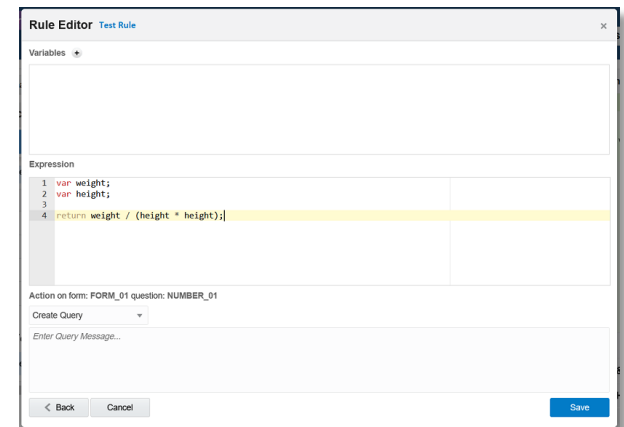 Rule Editor Test Rule ×
Variables +
Expression
1 var weight;
2 var height;
3
4 return weight / (height * height);
Action on form: FORM_01 question: NUMBER_01
Create Query
Enter Query Message...
Back Cancel Save